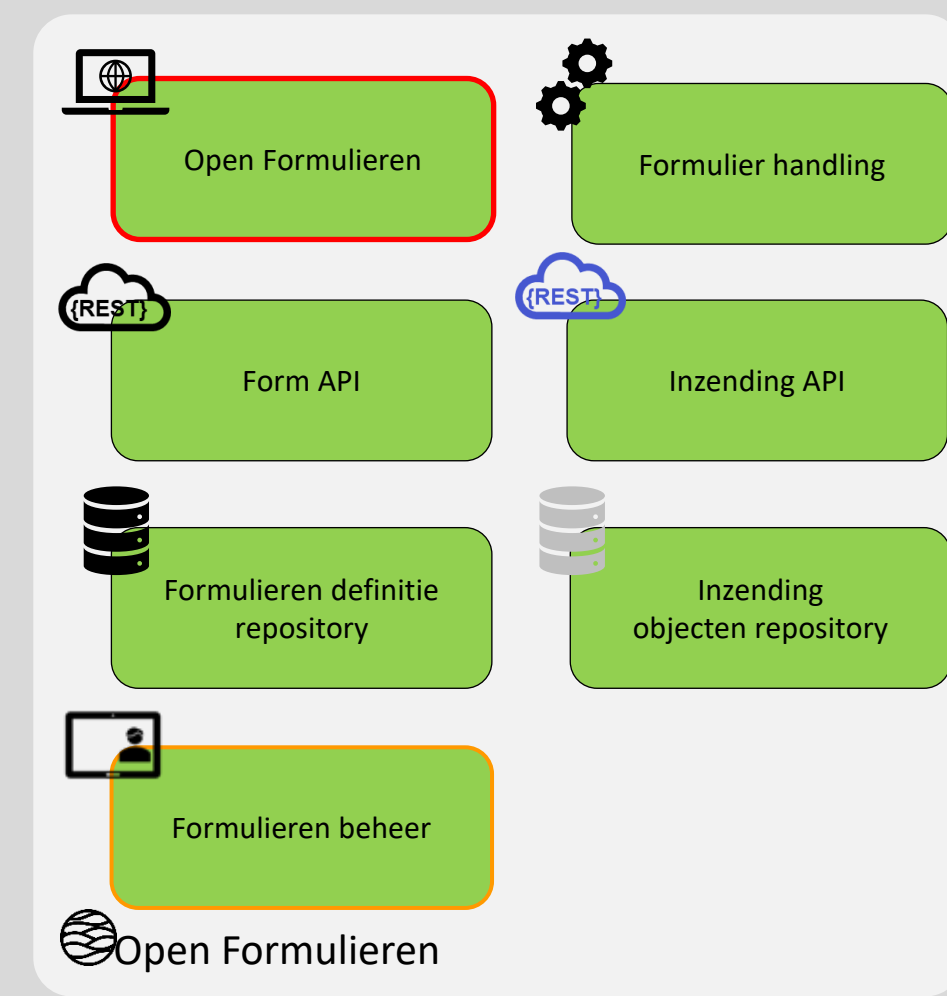 Open Formulieren
Formulier handling
{REST}
Form API
{REST}
Inzending API
Formulieren definitie
repository
Inzending
objecten repository
Formulieren beheer
Open Formulieren